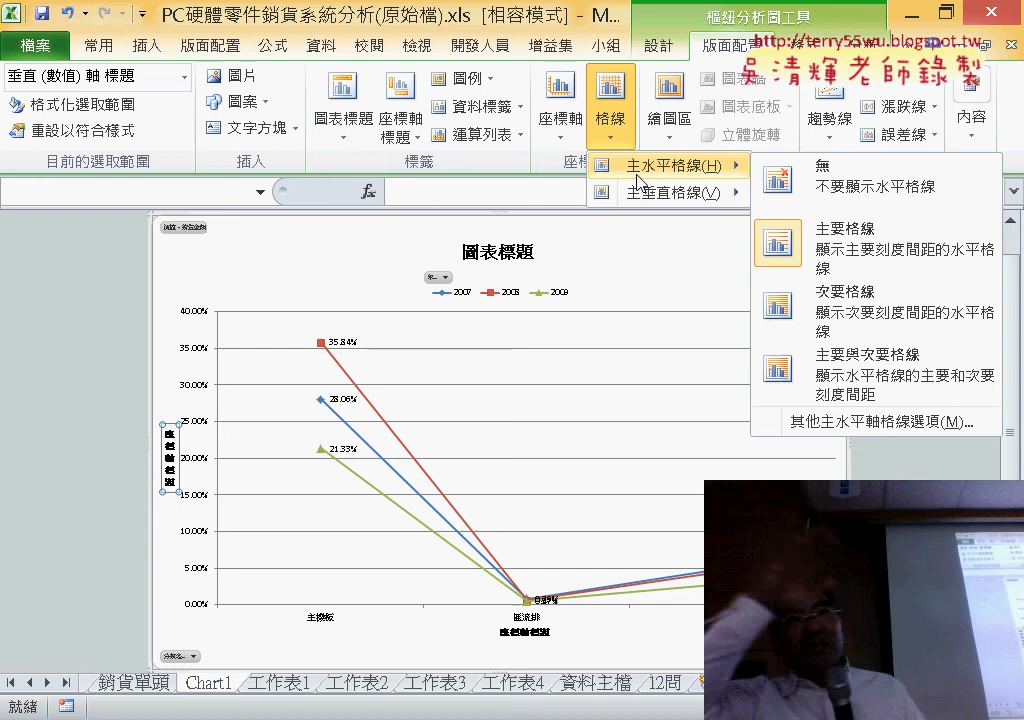 PC硬體零件銷貨系統分析(原始檔).xls [相容模式] - M...
樞紐分析圖工具
檔案 常用 插入 版面配置 公式 資料 校閱 檢視 開發人員 增益集 小組 設計 版面配
http://terry55wu.blogspot.tw
吳清輝老師錄製
垂直 (數值) 軸 標題
格式化選取範圍
重設以符合樣式
目前的選取範圍
圖片
圖案
文字方塊
插入
圖表標題
座標軸標題
圖例
資料標籤
運算列表
標籤
座標軸
格線
繪圖區
圖表底板
立體旋轉
趨勢線
漲跌線
誤差線
內容
主水平格線(H)
主垂直格線(V)
無
不要顯示水平格線
主要格線
顯示主要刻度間距的水平格
線
次要格線
顯示次要刻度間距的水平格
線
主要與次要格線
顯示水平格線的主要和次要
刻度間距
其他主水平軸格線選項(M)...
fx
圖表標題
2007 2008 2009
40.00%
35.00%
30.00%
25.00%
20.00%
15.00%
10.00%
5.00%
0.00%
35.84%
28.06%
21.33%
座標軸標題
主機板
匯流排
座標軸標題
銷貨單頭 Chart1 工作表1 工作表2 工作表3 工作表4 資料主檔 12問
就緒